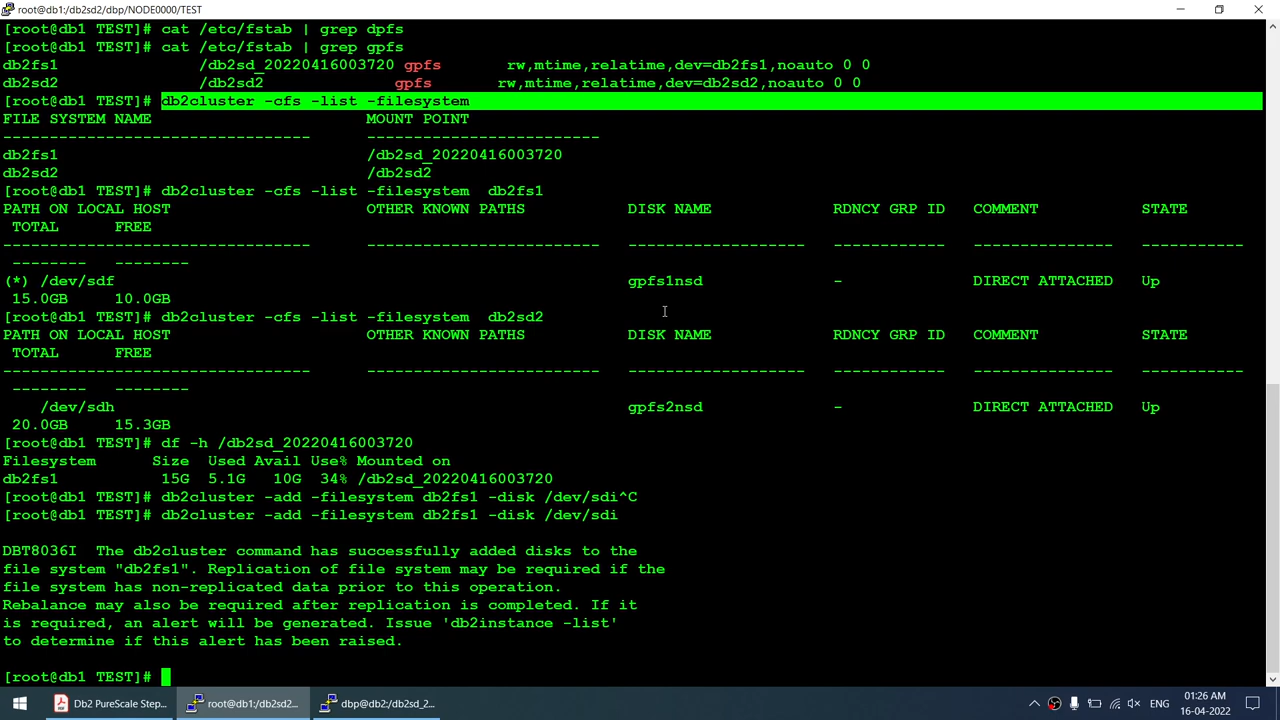 root@db1:/db2sd2/dbp/NODE0000/TEST
[root@db1 TEST]# cat /etc/fstab | grep dpfs
[root@db1 TEST]# cat /etc/fstab | grep gpfs
db2fs1 /db2sd_20220416003720 gpfs rw,mtime,relatime,dev=db2fs1,noauto 0 0
db2sd2 /db2sd2 gpfs rw,mtime,relatime,dev=db2sd2,noauto 0 0
[root@db1 TEST]# db2cluster -cfs -list -filesystem
FILE SYSTEM NAME MOUNT POINT
--------------------------------- -------------------------
db2fs1 /db2sd_20220416003720
db2sd2 /db2sd2
[root@db1 TEST]# db2cluster -cfs -list -filesystem  db2fs1
PATH ON LOCAL HOST OTHER KNOWN PATHS DISK NAME RDNCY GRP ID COMMENT STATE
TOTAL FREE
--------------------------------- ------------------------- ------------------- ------------ --------------- -----------
-------- --------
(*) /dev/sdf gpfs1nsd - DIRECT ATTACHED Up
15.0GB 10.0GB
[root@db1 TEST]# db2cluster -cfs -list -filesystem  db2sd2
PATH ON LOCAL HOST OTHER KNOWN PATHS DISK NAME RDNCY GRP ID COMMENT STATE
TOTAL FREE
--------------------------------- ------------------------- ------------------- ------------ --------------- -----------
-------- --------
/dev/sdh gpfs2nsd - DIRECT ATTACHED Up
20.0GB 15.3GB
[root@db1 TEST]# df -h /db2sd_20220416003720
Filesystem Size Used Avail Use% Mounted on
db2fs1 15G 5.1G 10G 34% /db2sd_20220416003720
[root@db1 TEST]# db2cluster -add -filesystem db2fs1 -disk /dev/sdi^C
[root@db1 TEST]# db2cluster -add -filesystem db2fs1 -disk /dev/sdi
DBT8036I  The db2cluster command has successfully added disks to the
file system "db2fs1". Replication of file system may be required if the
file system has non-replicated data prior to this operation.
Rebalance may also be required after replication is completed. If it
is required, an alert will be generated. Issue 'db2instance -list'
to determine if this alert has been raised.
[root@db1 TEST]#
Db2 PureScale Step... root@db1:/db2sd2... dbp@db2:/db2sd_2... ENG 01:26 AM
16-04-2022